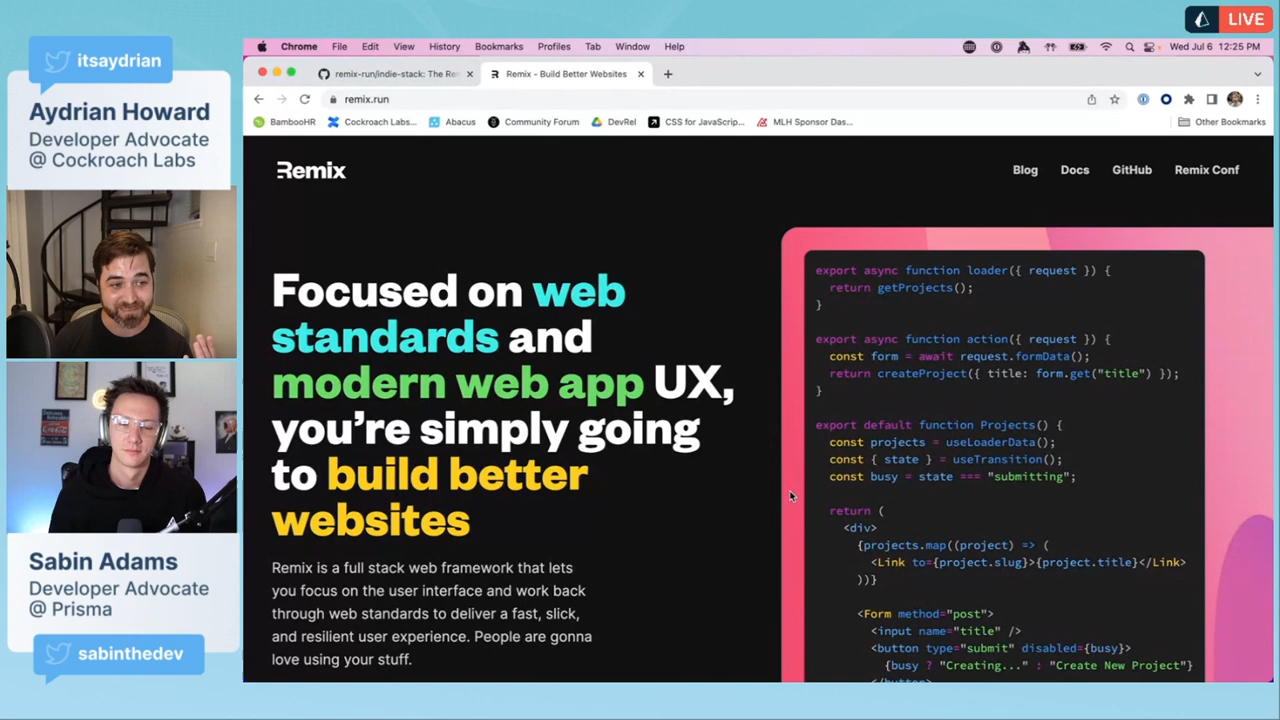 LIVE
itsaydrian
Aydrian Howard
Developer Advocate
@ Cockroach Labs
Sabin Adams
Developer Advocate
@ Prisma
sabinthedev
Chrome File Edit View History Bookmarks Profiles Tab Window Help Wed Jul 6 12:25 PM
remix-run/indie-stack: The Re Remix - Build Better Websites
remix.run
BambooHR Cockroach Labs... Abacus Community Forum DevRel CSS for JavaScrip... MLH Sponsor Das... Other Bookmarks
Remix Blog Docs GitHub Remix Conf
Focused on web
standards and
modern web app UX,
you're simply going
to build better
websites
Remix is a full stack web framework that lets
you focus on the user interface and work back
through web standards to deliver a fast, slick,
and resilient user experience. People are gonna
love using your stuff.
export async function loader({ request }) {
return getProjects();
}
export async function action({ request }) {
const form = await request.formData();
return createProject({ title: form.get("title") });
}
export default function Projects() {
const projects = useLoaderData();
const { state } = useTransition();
const busy = state === "submitting";
return (
<div>
{projects.map((project) => (
<Link to={project.slug}>{project.title}</Link>
))}
<Form method="post">
<input name="title" />
<button type="submit" disabled={busy}>
{busy ? "Creating..." : "Create New Project"}
</button>